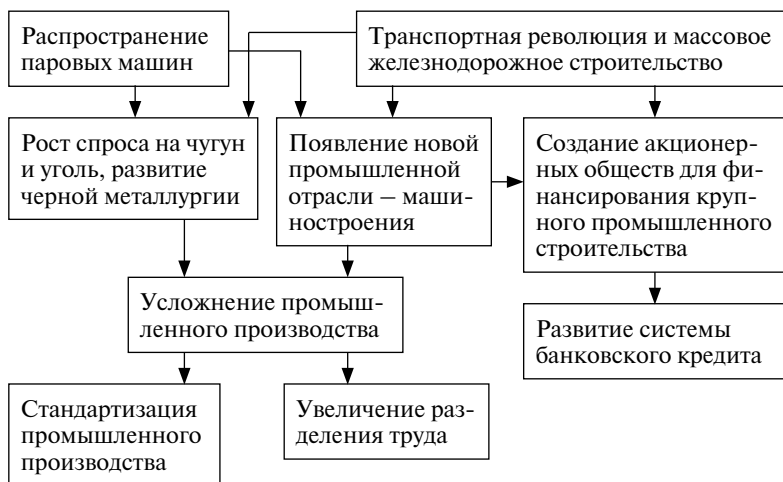 Распространение
паровых машин
Транспортная революция и массовое
железнодорожное строительство
Рост спроса на чугун
и уголь, развитие
черной металлургии
Появление новой
промышленной
отрасли – маши-
ностроения
Создание акционер-
ных обществ для фи-
нансирования круп-
ного промышленного
строительства
Усложнение промыш-
ленного производства
Развитие системы
банковского кредита
Стандартизация
промышленного
производства
Увеличение раз-
деления труда